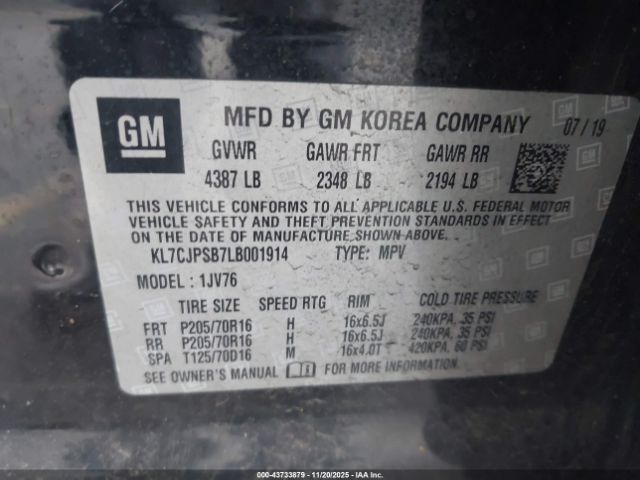 GM
MFD BY GM KOREA COMPANY 07/19
GVWR GAWR FRT GAWR RR
4387 LB 2348 LB 2194 LB
THIS VEHICLE CONFORMS TO ALL APPLICABLE U.S. FEDERAL MOTOR
VEHICLE SAFETY AND THEFT PREVENTION STANDARDS IN EFFECT
ON THE DATE OF MANUFACTURE SHOWN ABOVE.
KL7CJPSB7LB001914 TYPE: MPV
MODEL: 1JV76
TIRE SIZE SPEED RTG RIM COLD TIRE PRESSURE
FRT P205/70R16 H 16x6.5J 240KPA, 35 PSI
RR P205/70R16 H 16x6.5J 240KPA, 35 PSI
SPA T125/70D16 M 16x4.0T 420KPA, 60 PSI
SEE OWNER'S MANUAL FOR MORE INFORMATION.
000-43733879 - 11/20/2025 - IAAI.com